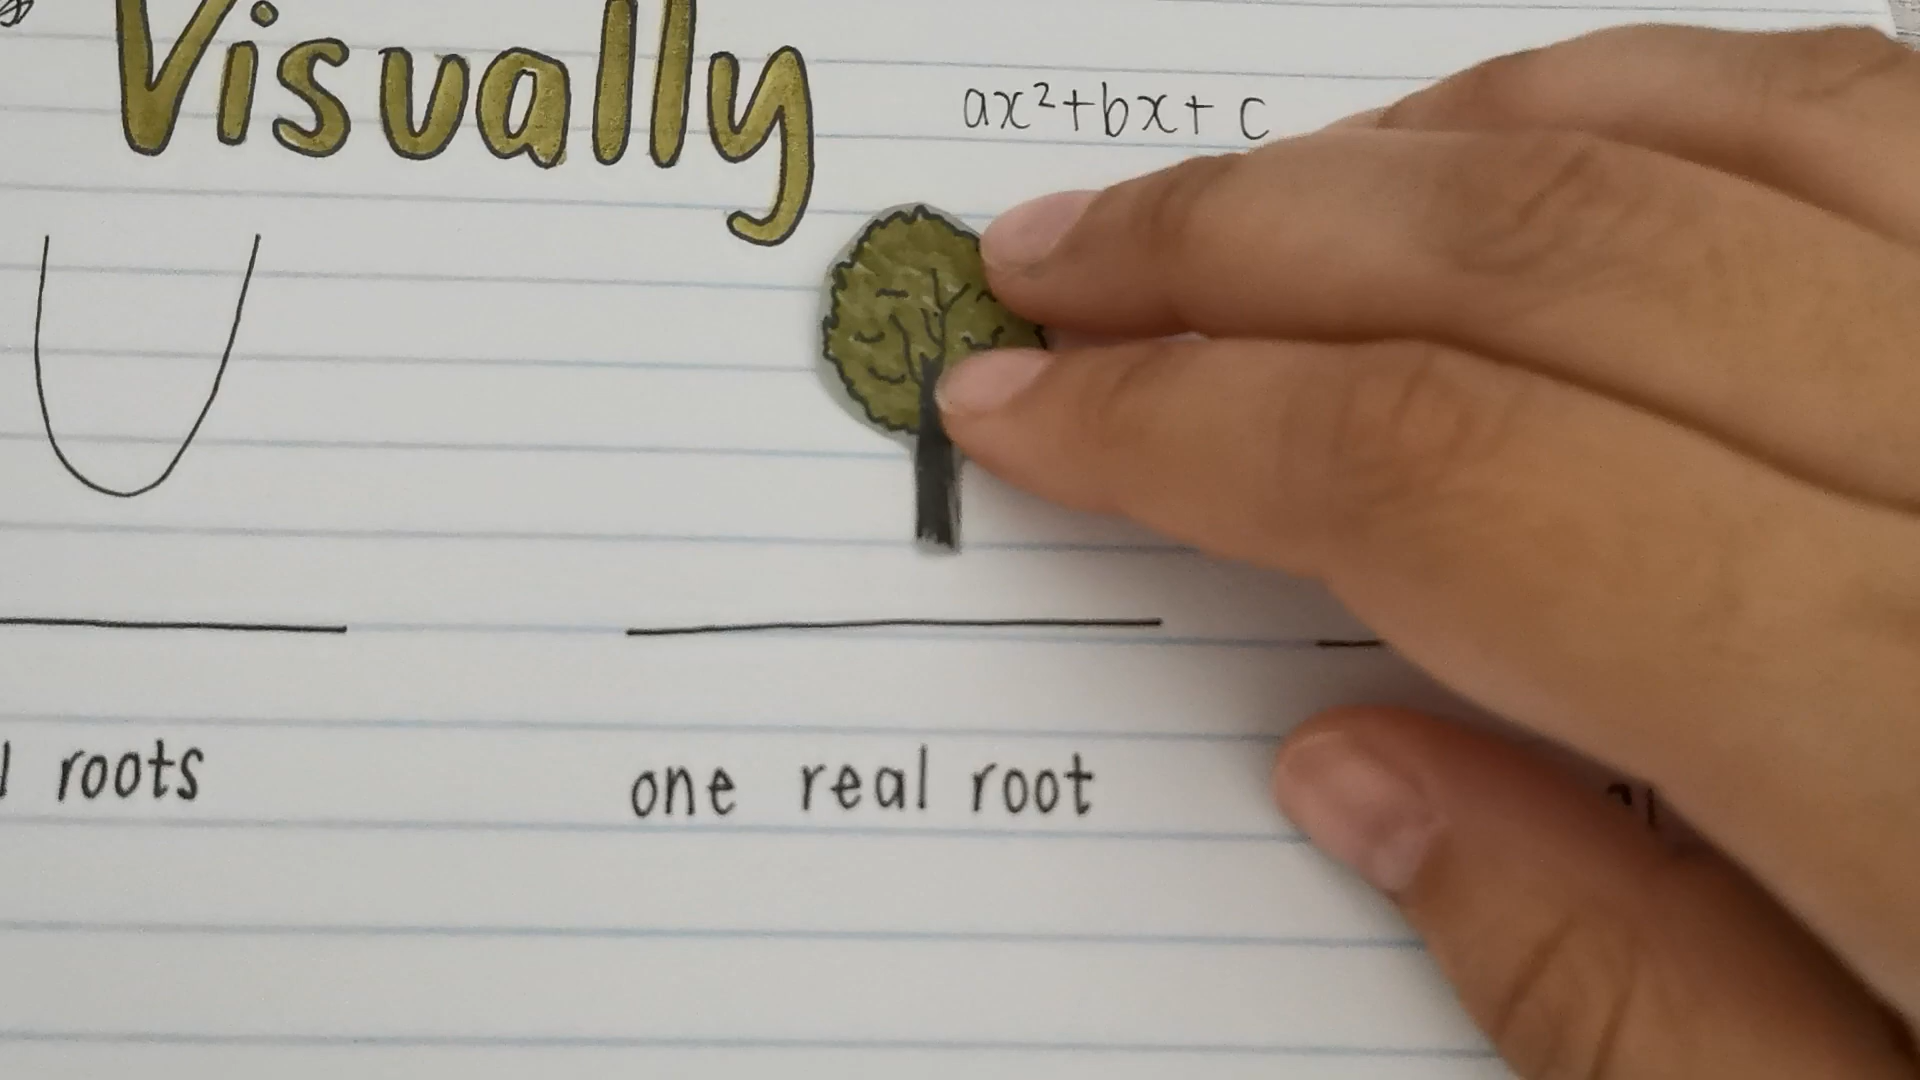 Visually
ax²+bx+ c
roots
one real root